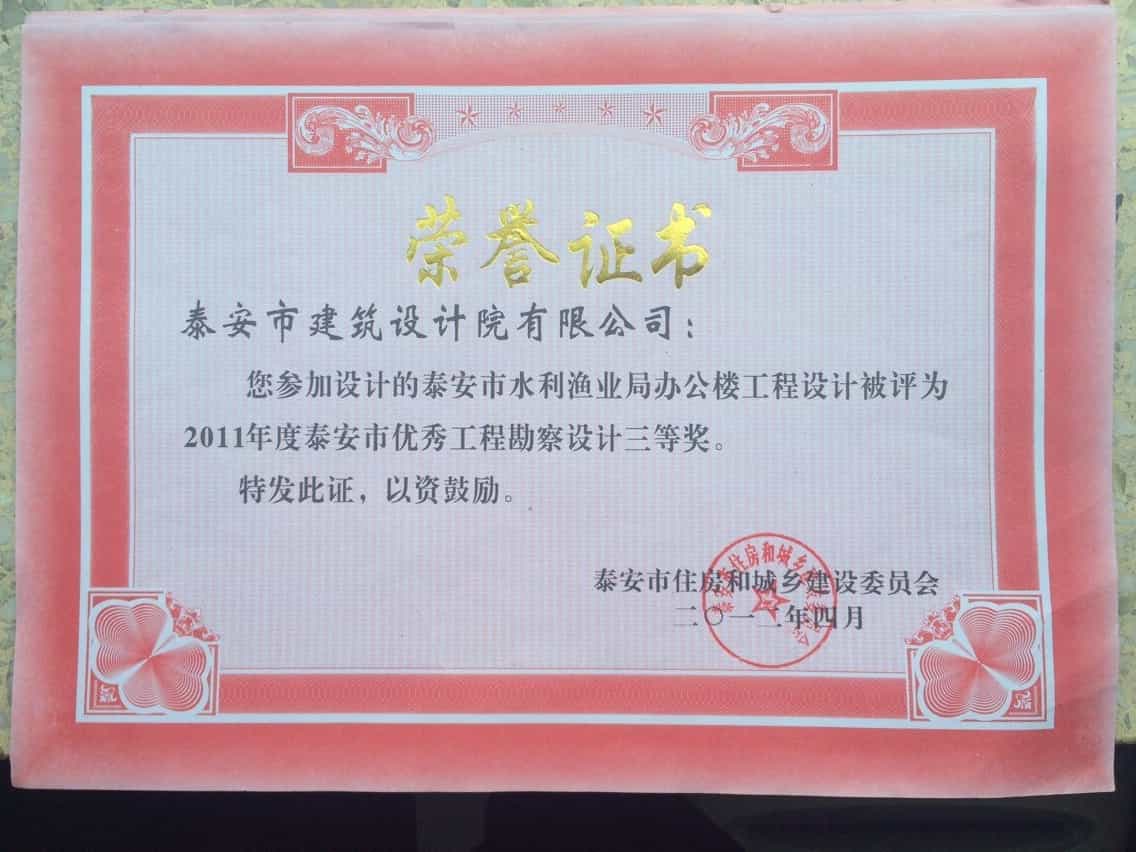 荣誉证书
泰安市建筑设计院有限公司：
您参加设计的泰安市水利渔业局办公楼工程设计被评为
2011年度泰安市优秀工程勘察设计三等奖。
特发此证，以资鼓励。
泰安市住房和城乡建设委员会
二〇一二年四月